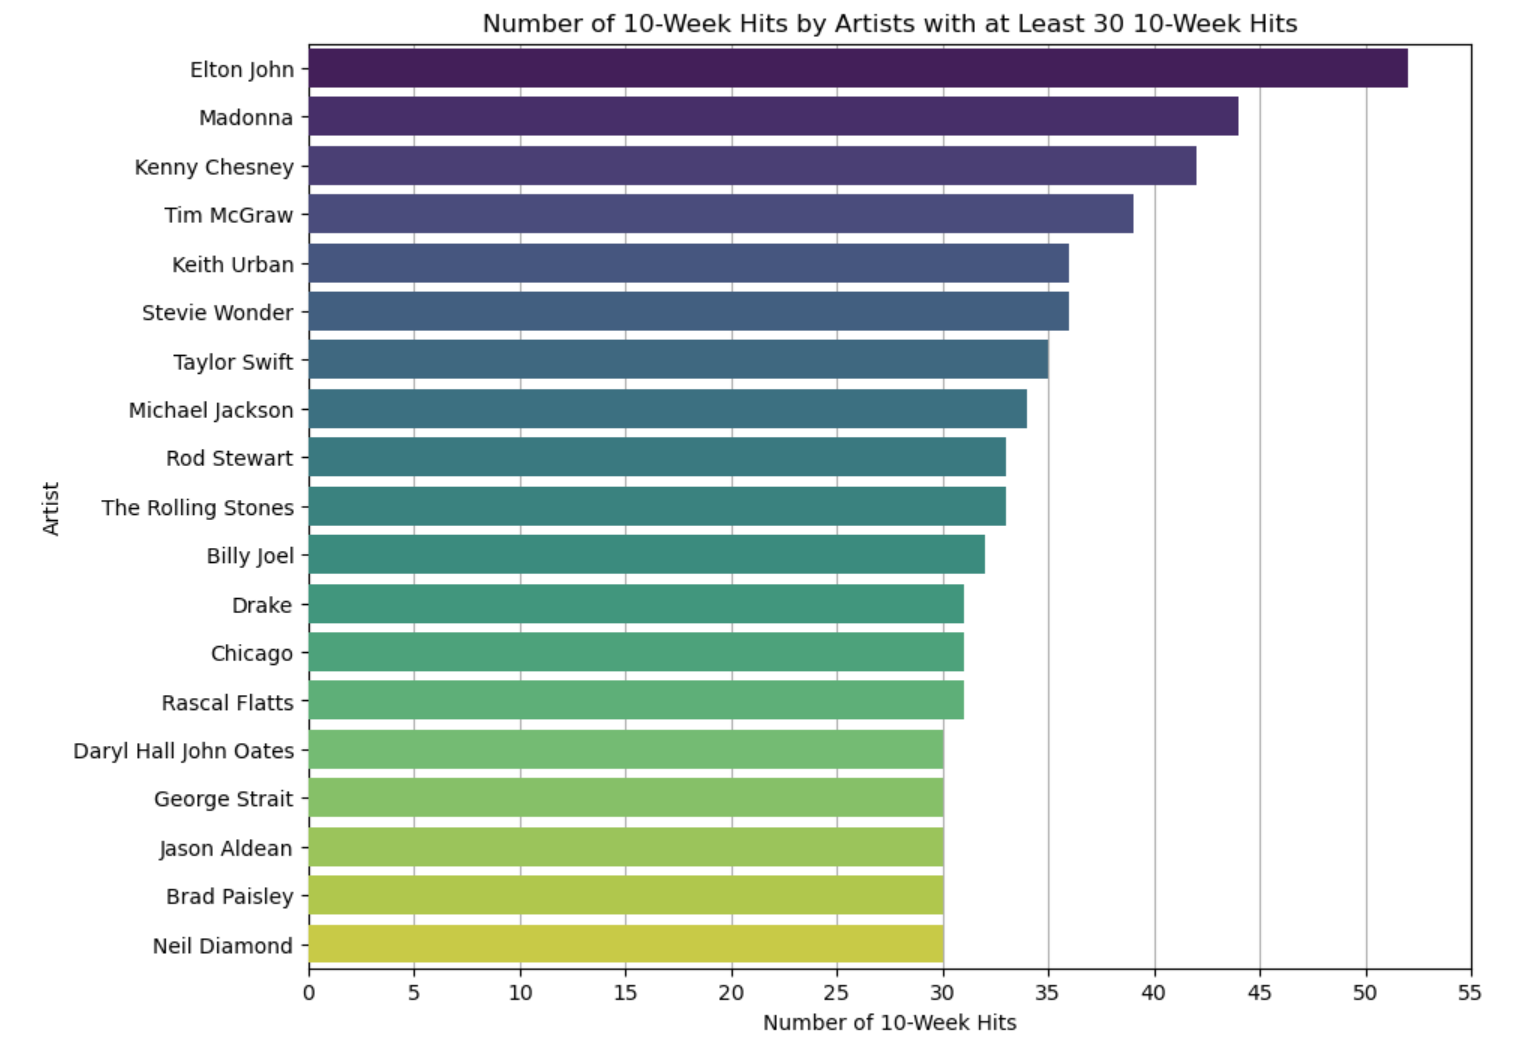 Number of 10-Week Hits by Artists with at Least 30 10-Week Hits
Artist
Elton John
Madonna
Kenny Chesney
Tim McGraw
Keith Urban
Stevie Wonder
Taylor Swift
Michael Jackson
Rod Stewart
The Rolling Stones
Billy Joel
Drake
Chicago
Rascal Flatts
Daryl Hall John Oates
George Strait
Jason Aldean
Brad Paisley
Neil Diamond
0 5 10 15 20 25 30 35 40 45 50 55
Number of 10-Week Hits